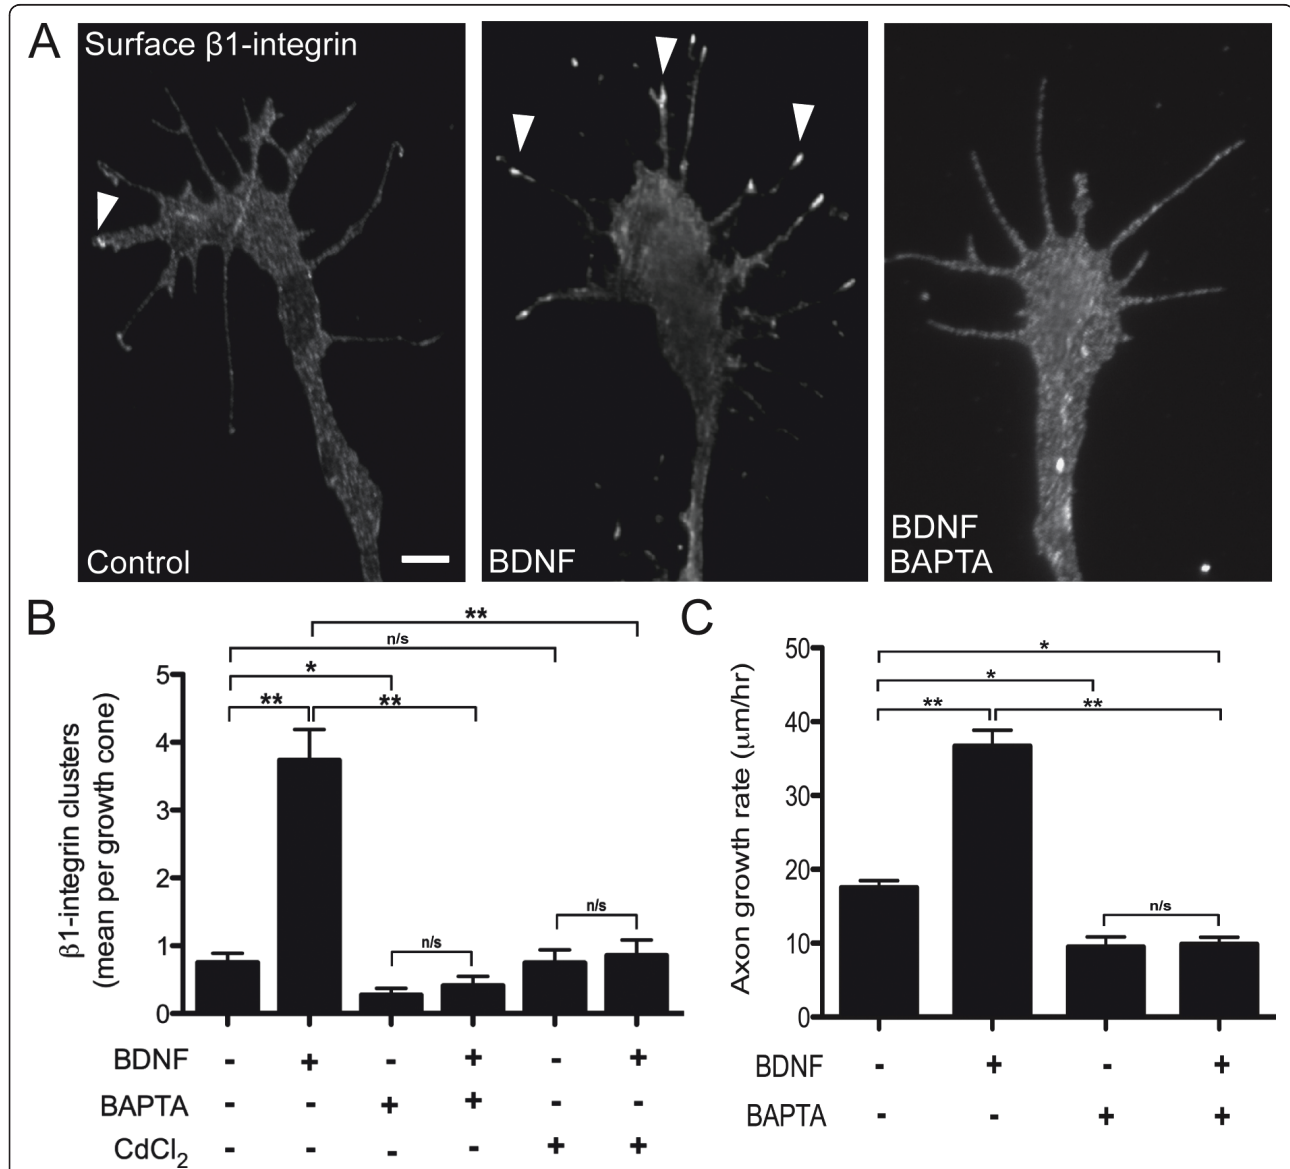 A
Surface β1-integrin
Control
BDNF
BDNF
BAPTA
B
**
n/s
*
** **
n/s
n/s
β1-integrin clusters
(mean per growth cone)
5
4
3
2
1
0
BDNF - + - + - +
BAPTA - - + + - -
CdCl2 - - - - + +
C
*
*
** **
n/s
Axon growth rate (μm/hr)
50
40
30
20
10
0
BDNF - + - +
BAPTA - - + +